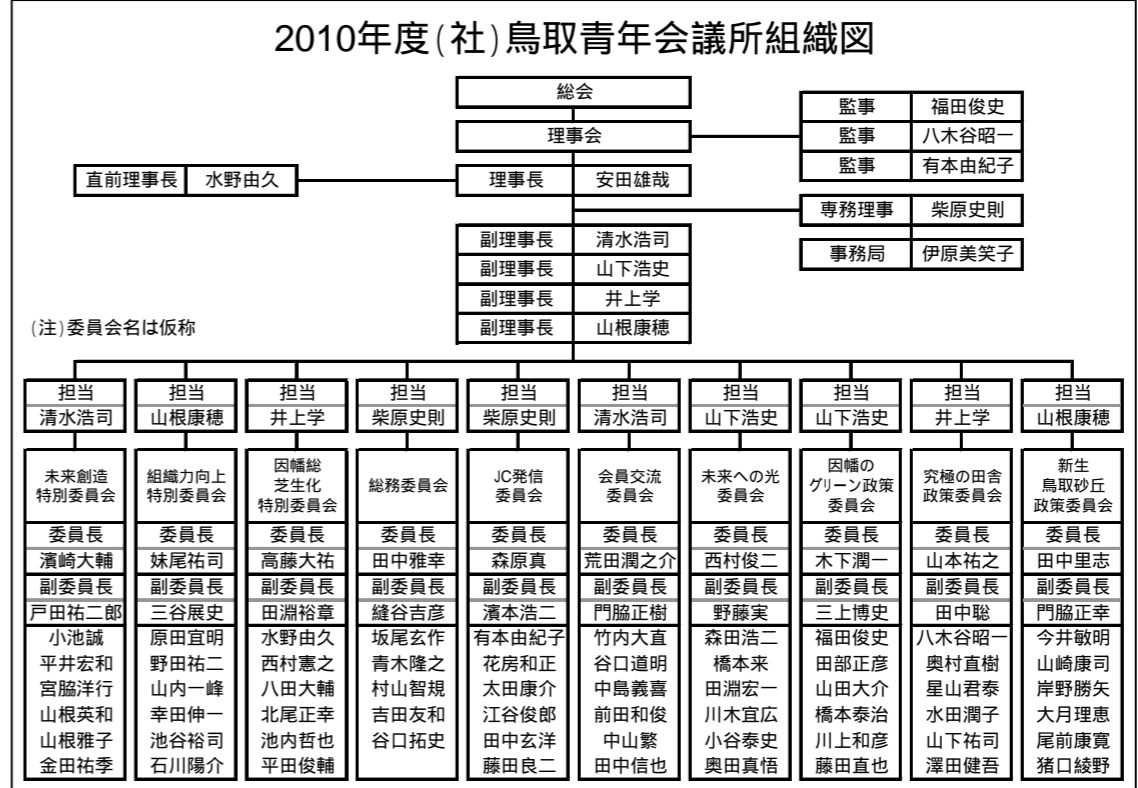 2010年度(社)鳥取青年会議所組織図
総会
理事会
監事 福田俊史
監事 八木谷昭一
監事 有本由紀子
直前理事長 水野由久
理事長 安田雄哉
専務理事 柴原史則
事務局 伊原美笑子
副理事長 清水浩司
副理事長 山下浩史
副理事長 井上学
副理事長 山根康穂
(注)委員会名は仮称
担当
清水浩司
未来創造
特別委員会
委員長
濱崎大輔
副委員長
戸田祐二郎
小池誠
平井宏和
宮脇洋行
山根英和
山根雅子
金田祐季
担当
山根康穂
組織力向上
特別委員会
委員長
妹尾祐司
副委員長
三谷展史
原田宜明
野田祐二
山内一峰
幸田伸一
池谷裕司
石川陽介
担当
井上学
因幡総
芝生化
特別委員会
委員長
高藤大祐
副委員長
田淵裕章
水野由久
西村憲之
八田大輔
北尾正幸
池内哲也
平田俊輔
担当
柴原史則
総務委員会
委員長
田中雅幸
副委員長
縫谷吉彦
坂尾玄作
青木隆之
村山智規
吉田友和
谷口拓史
担当
柴原史則
JC発信
委員会
委員長
森原真
副委員長
濱本浩二
有本由紀子
花房和正
太田康介
江谷俊郎
田中玄洋
藤田良二
担当
清水浩司
会員交流
委員会
委員長
荒田潤之介
副委員長
門脇正樹
竹内大直
谷口道明
中島義喜
前田和俊
中山繁
田中信也
担当
山下浩史
未来への光
委員会
委員長
西村俊二
副委員長
野藤実
森田浩二
橋本来
田淵宏一
川木宜広
小谷泰史
奥田真悟
担当
山下浩史
因幡の
グリーン政策
委員会
委員長
木下潤一
副委員長
三上博史
福田俊史
田部正彦
山田大介
橋本泰治
川上和彦
藤田直也
担当
井上学
究極の田舎
政策委員会
委員長
山本祐之
副委員長
田中聡
八木谷昭一
奥村直樹
星山君泰
水田潤子
山下祐司
澤田健吾
担当
山根康穂
新生
鳥取砂丘
政策委員会
委員長
田中里志
副委員長
門脇正幸
今井敏明
山崎康司
岸野勝矢
大月理恵
尾前康寛
猪口綾野